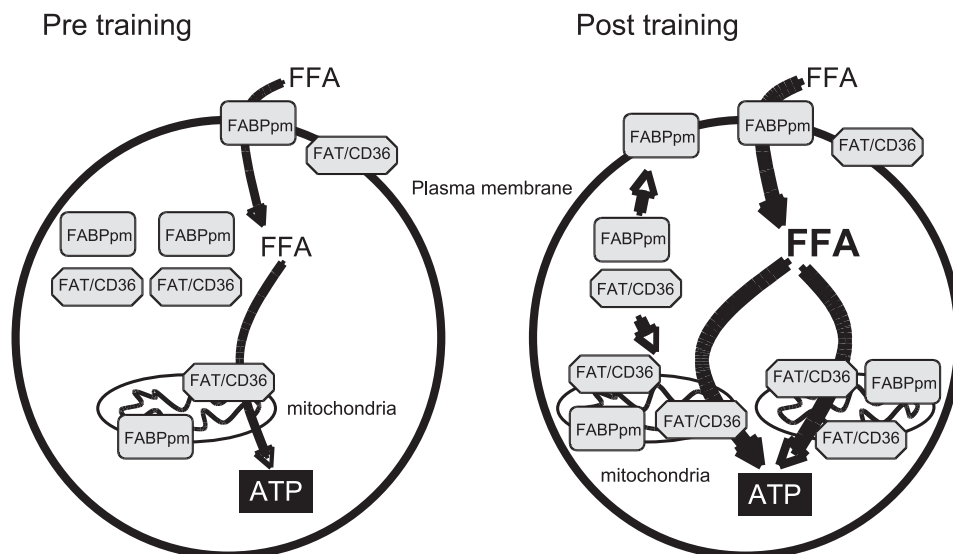 Pre training
FFA
FABPpm
FAT/CD36
FABPpm
FABPpm
FFA
FAT/CD36
FAT/CD36
FAT/CD36
mitochondria
FABPpm
ATP
Plasma membrane
Post training
FFA
FABPpm
FABPpm
FAT/CD36
FABPpm
FFA
FAT/CD36
FAT/CD36
FAT/CD36
FABPpm
FAT/CD36
FABPpm
FAT/CD36
mitochondria
ATP